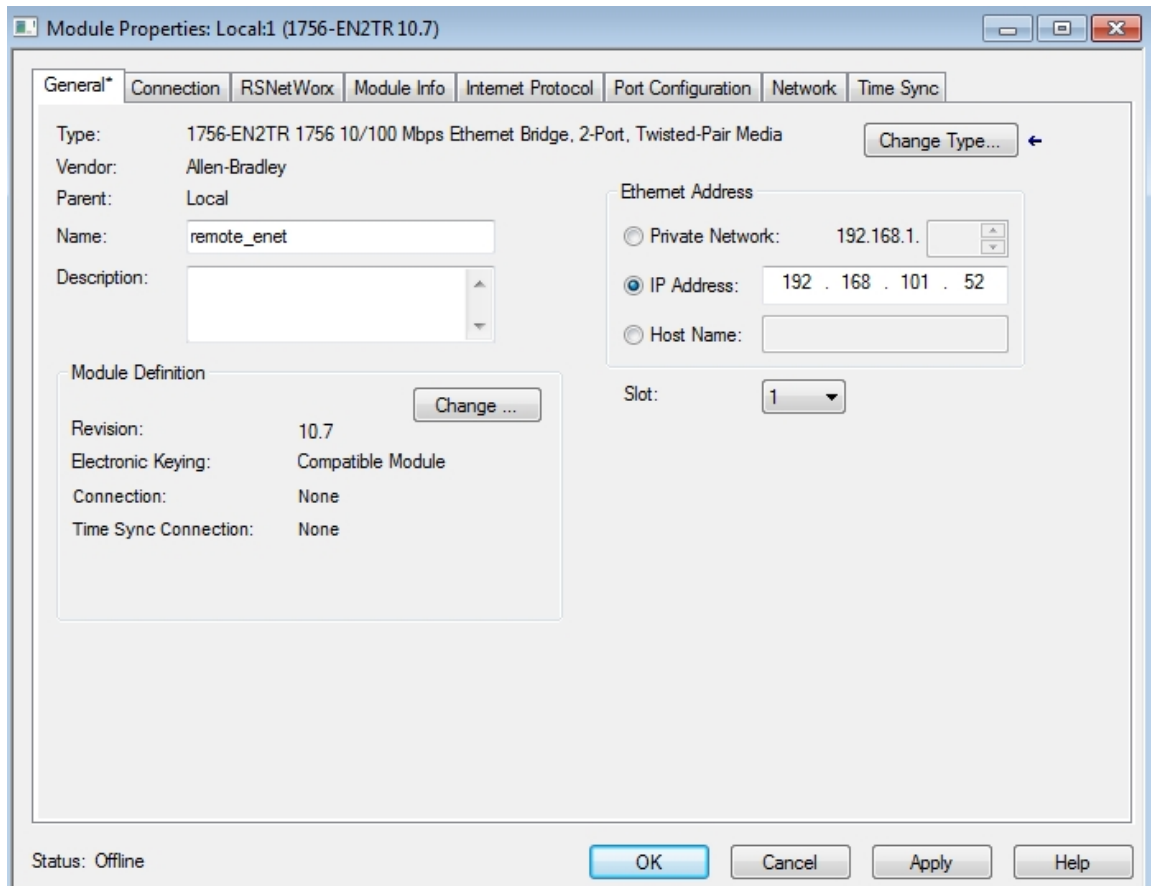 Module Properties: Local:1 (1756-EN2TR 10.7)
General* Connection RSNetWorx Module Info Internet Protocol Port Configuration Network Time Sync
Type: 1756-EN2TR 1756 10/100 Mbps Ethernet Bridge, 2-Port, Twisted-Pair Media Change Type...
Vendor: Allen-Bradley
Parent: Local
Name: remote_enet
Description:
Ethernet Address
Private Network: 192.168.1.
IP Address: 192 . 168 . 101 . 52
Host Name:
Slot: 1
Module Definition
Change ...
Revision: 10.7
Electronic Keying: Compatible Module
Connection: None
Time Sync Connection: None
Status: Offline OK Cancel Apply Help